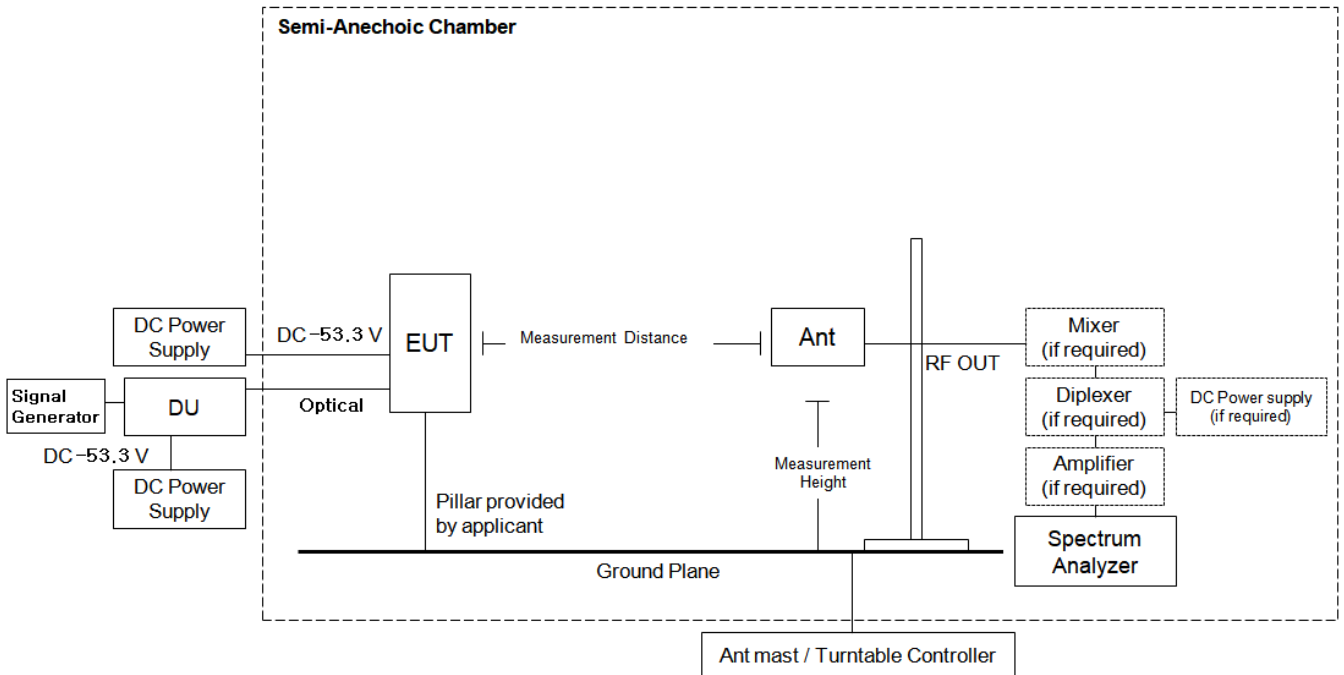 Semi-Anechoic Chamber
DC Power
Supply
DC-53.3 V
EUT
Measurement Distance
Ant
RF OUT
Mixer
(if required)
Signal
Generator
DU
Optical
Diplexer
(if required)
DC Power supply
(if required)
DC-53.3 V
DC Power
Supply
Measurement
Height
Amplifier
(if required)
Pillar provided
by applicant
Spectrum
Analyzer
Ground Plane
Ant mast / Turntable Controller